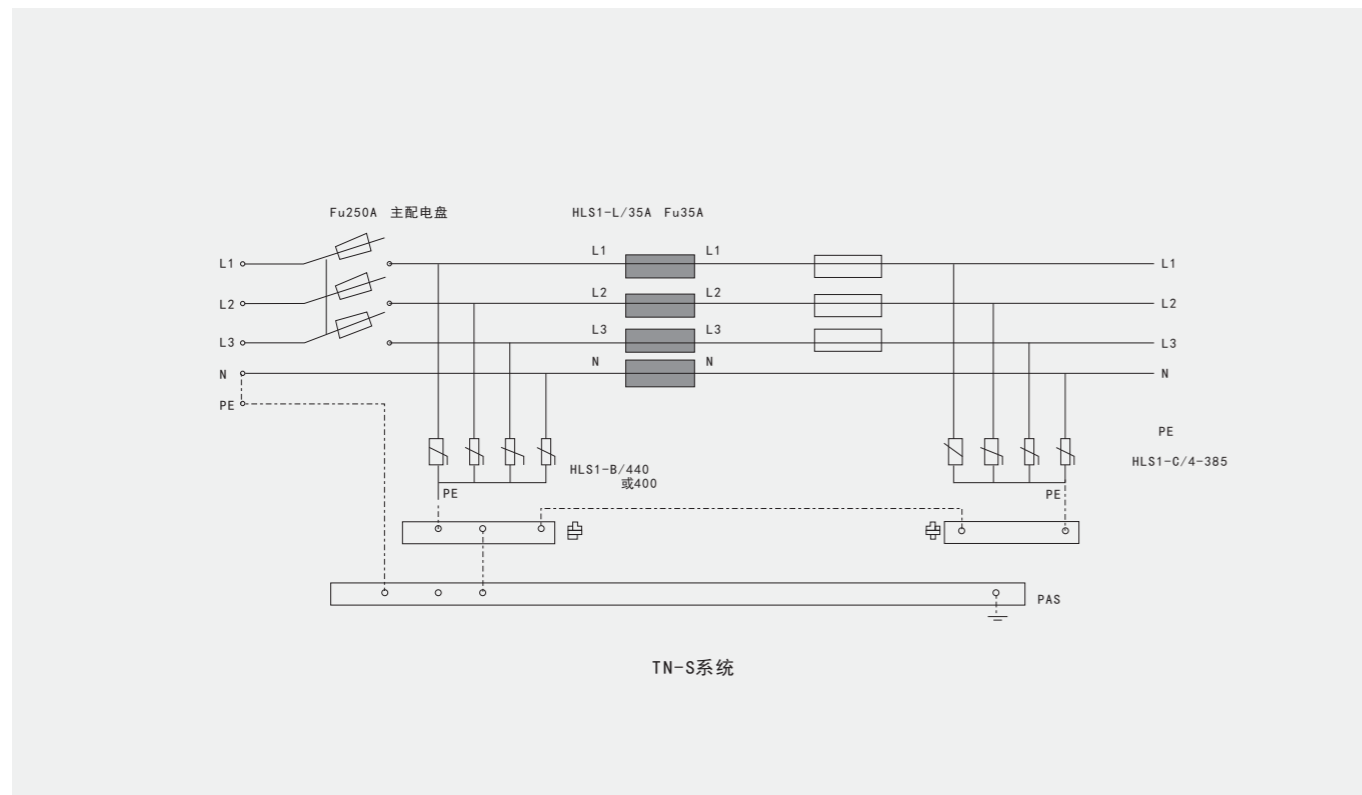 Fu250A 主配电盘 HLS1-L/35A Fu35A
L1 L1
L1 L1
L2 L2
L2 L2
L3 L3
L3 L3
N N
N N
PE
PE
HLS1-B/440
或400
HLS1-C/4-385
PE PE
PAS
TN-S系统